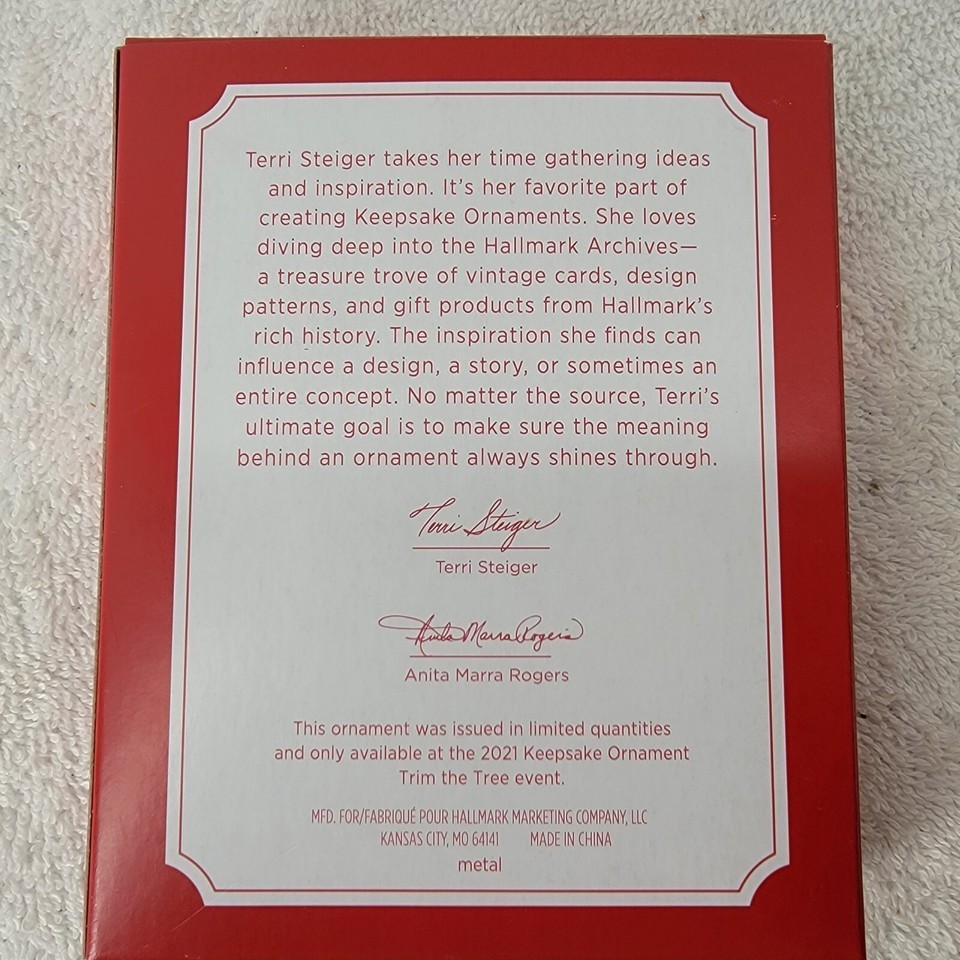 Terri Steiger takes her time gathering ideas
and inspiration. It's her favorite part of
creating Keepsake Ornaments. She loves
diving deep into the Hallmark Archives—
a treasure trove of vintage cards, design
patterns, and gift products from Hallmark's
rich history. The inspiration she finds can
influence a design, a story, or sometimes an
entire concept. No matter the source, Terri's
ultimate goal is to make sure the meaning
behind an ornament always shines through.
Terri Steiger
Terri Steiger
Anita Marra Rogers
Anita Marra Rogers
This ornament was issued in limited quantities
and only available at the 2021 Keepsake Ornament
Trim the Tree event.
MFD. FOR/FABRIQUÉ POUR HALLMARK MARKETING COMPANY, LLC
KANSAS CITY, MO 64141 MADE IN CHINA
metal